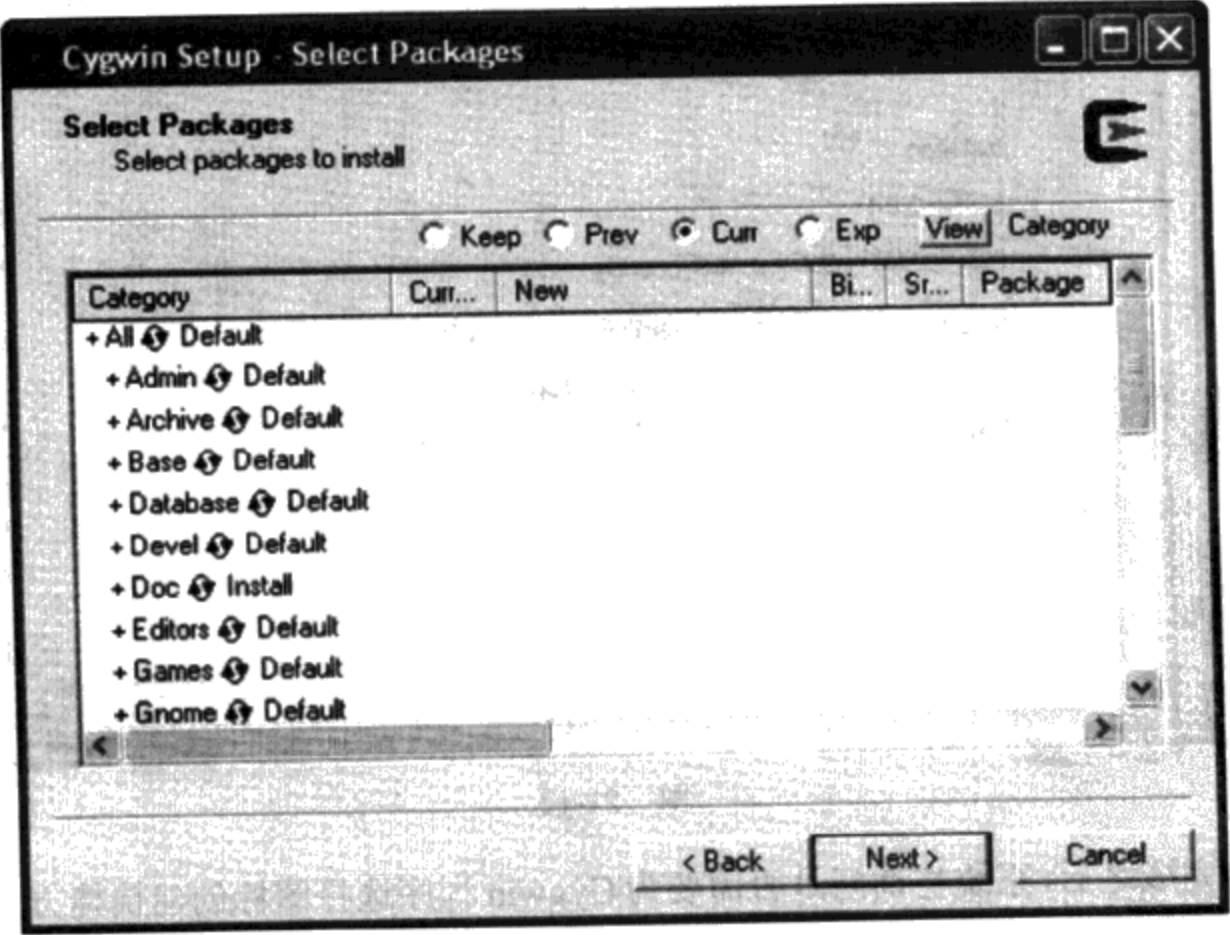 Cygwin Setup - Select Packages
Select Packages
Select packages to install
Keep Prev Curr Exp View Category
Category Curr... New Bi... Sr... Package
+ All Default
+ Admin Default
+ Archive Default
+ Base Default
+ Database Default
+ Devel Default
+ Doc Install
+ Editors Default
+ Games Default
+ Gnome Default
< Back Next > Cancel